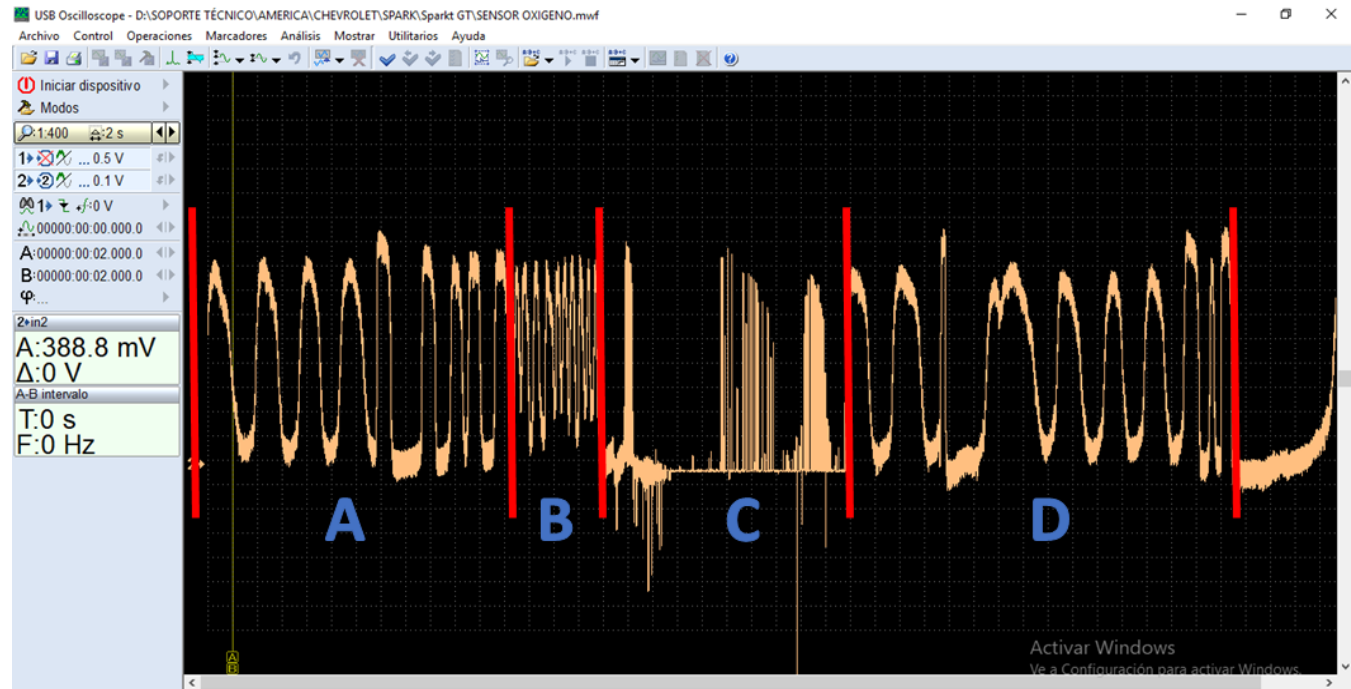 USB Oscilloscope - D:\SOPORTE TÉCNICO\AMERICA\CHEVROLET\SPARK\Sparkt GT\SENSOR OXIGENO.mwf
Archivo Control Operaciones Marcadores Análisis Mostrar Utilitarios Ayuda
Iniciar dispositivo
Modos
:1:400 :2 s
1 ... 0.5 V
2 2 ... 0.1 V
1 f:0 V
:00000:00:00.000.0
A:00000:00:02.000.0
B:00000:00:02.000.0
φ:...
2 in2
A:388.8 mV
Δ:0 V
A-B intervalo
T:0 s
F:0 Hz
2
A B C D
A
B
Activar Windows
Ve a Configuración para activar Windows.